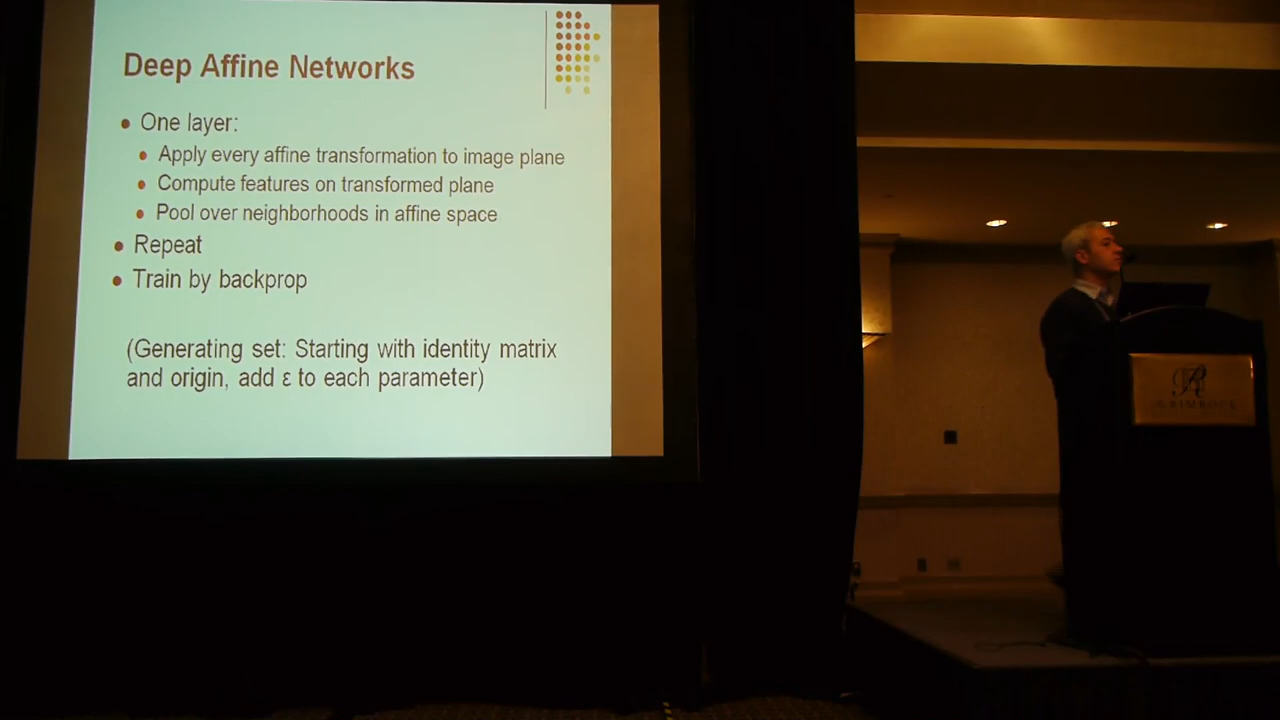 Deep Affine Networks
One layer:
Apply every affine transformation to image plane
Compute features on transformed plane
Pool over neighborhoods in affine space
Repeat
Train by backprop
(Generating set: Starting with identity matrix
and origin, add ε to each parameter)
R
RIMROCK